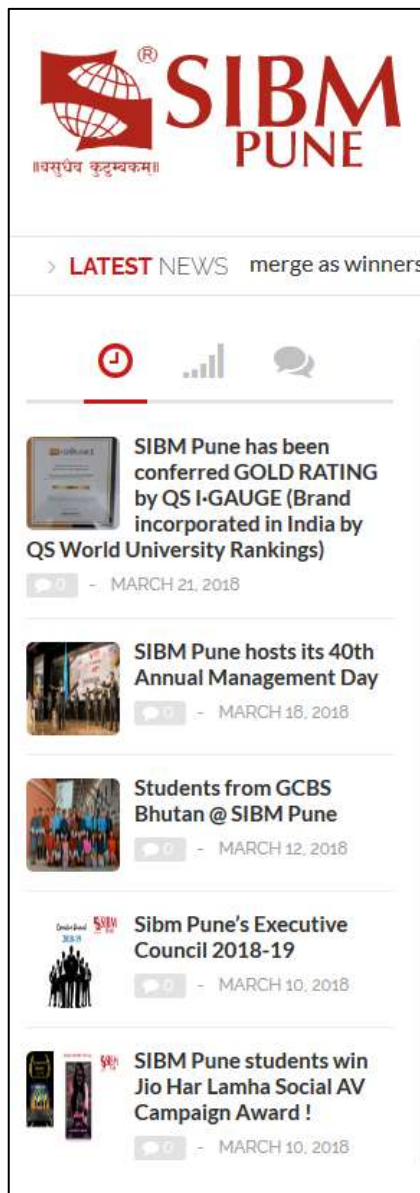 ®
SIBM
PUNE
॥वसुधैव कुटुम्बकम्॥
LATEST NEWS merge as winners
SIBM Pune has been
conferred GOLD RATING
by QS I·GAUGE (Brand
incorporated in India by
QS World University Rankings)
0 - MARCH 21, 2018
SIBM Pune hosts its 40th
Annual Management Day
0 - MARCH 18, 2018
Students from GCBS
Bhutan @ SIBM Pune
0 - MARCH 12, 2018
2018-19
SIBM
Sibm Pune’s Executive
Council 2018-19
0 - MARCH 10, 2018
SIBM Pune students win
Jio Har Lamha Social AV
Campaign Award !
0 - MARCH 10, 2018